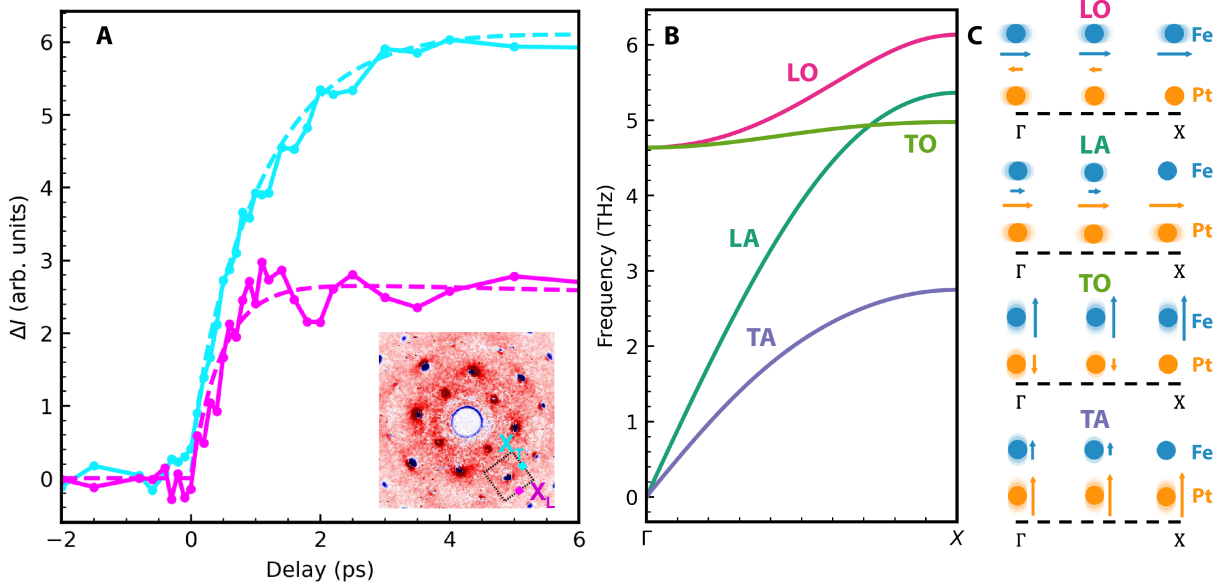 A
ΔI (arb. units)
6
5
4
3
2
1
0
−2
0
2
4
6
Delay (ps)
X_T
X_L
B
Frequency (THz)
6
5
4
3
2
1
0
LO
TO
LA
TA
Γ
X
C
LO
Fe
Pt
Γ
X
LA
Fe
Pt
Γ
X
TO
Fe
Pt
Γ
X
TA
Fe
Pt
Γ
X